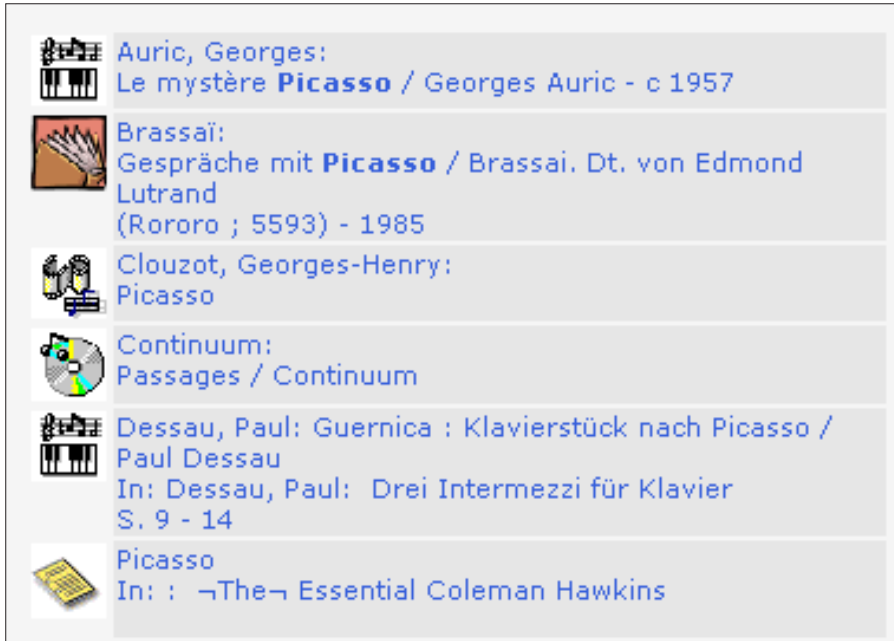 Auric, Georges:
Le mystère Picasso / Georges Auric - c 1957
Brassaï:
Gespräche mit Picasso / Brassai. Dt. von Edmond
Lutrand
(Rororo ; 5593) - 1985
Clouzot, Georges-Henry:
Picasso
Continuum:
Passages / Continuum
Dessau, Paul: Guernica : Klavierstück nach Picasso /
Paul Dessau
In: Dessau, Paul:  Drei Intermezzi für Klavier
S. 9 - 14
Picasso
In: :  ¬The¬ Essential Coleman Hawkins